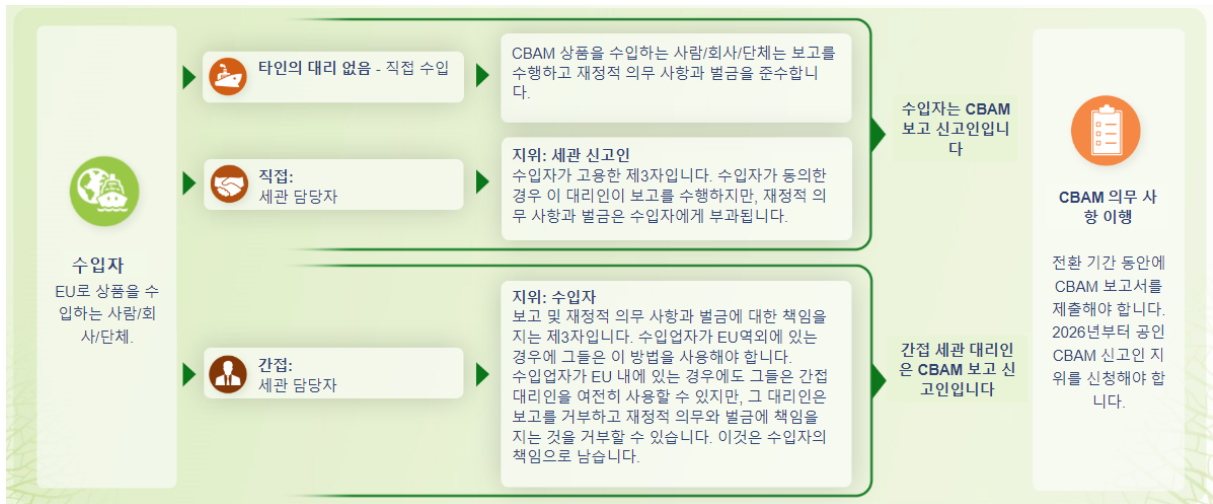 수입자
EU로 상품을 수
입하는 사람/회
사/단체.
타인의 대리 없음 - 직접 수입
CBAM 상품을 수입하는 사람/회사/단체는 보고를
수행하고 재정적 의무 사항과 벌금을 준수합니
다.
직접:
세관 담당자
지위: 세관 신고인
수입자가 고용한 제3자입니다. 수입자가 동의한
경우 이 대리인이 보고를 수행하지만, 재정적 의
무 사항과 벌금은 수입자에게 부과됩니다.
수입자는 CBAM
보고 신고인입니
다
간접:
세관 담당자
지위: 수입자
보고 및 재정적 의무 사항과 벌금에 대한 책임을
지는 제3자입니다. 수입업자가 EU역외에 있는
경우에 그들은 이 방법을 사용해야 합니다.
수입업자가 EU 내에 있는 경우에도 그들은 간접
대리인을 여전히 사용할 수 있지만, 그 대리인은
보고를 거부하고 재정적 의무와 벌금에 책임을
지는 것을 거부할 수 있습니다. 이것은 수입자의
책임으로 남습니다.
간접 세관 대리인
은 CBAM 보고 신
고인입니다
CBAM 의무 사
항 이행
전환 기간 동안에
CBAM 보고서를
제출해야 합니다.
2026년부터 공인
CBAM 신고인 지
위를 신청해야 합
니다.